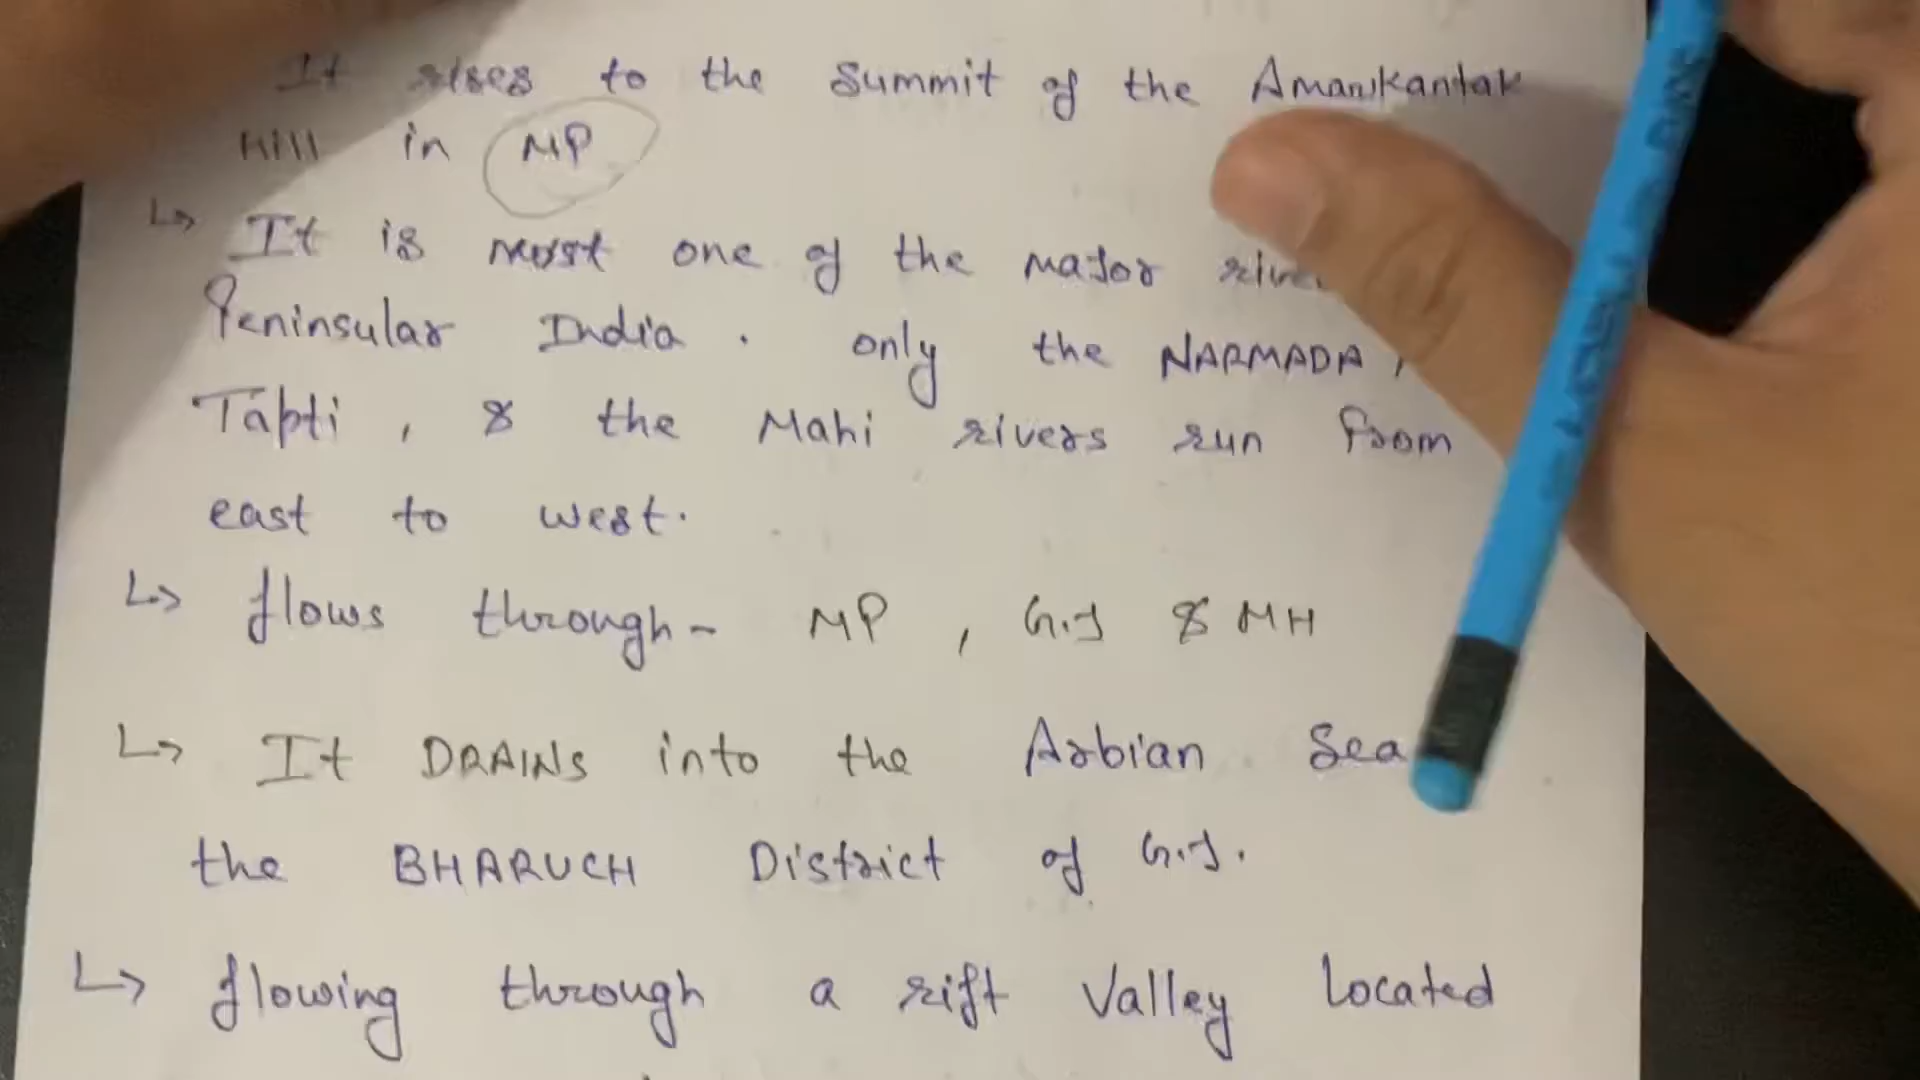 It rises to the Summit of the Amarkantak
Hill in MP
↳ It is most one of the major
Peninsular India . only the NARMADA ,
Tapti , & the Mahi rivers run from
east to west.
↳ flows through - MP , G.J & MH
↳ It DRAINS into the Arbian Sea
the BHARUCH District of G.J.
↳ flowing through a rift Valley Located